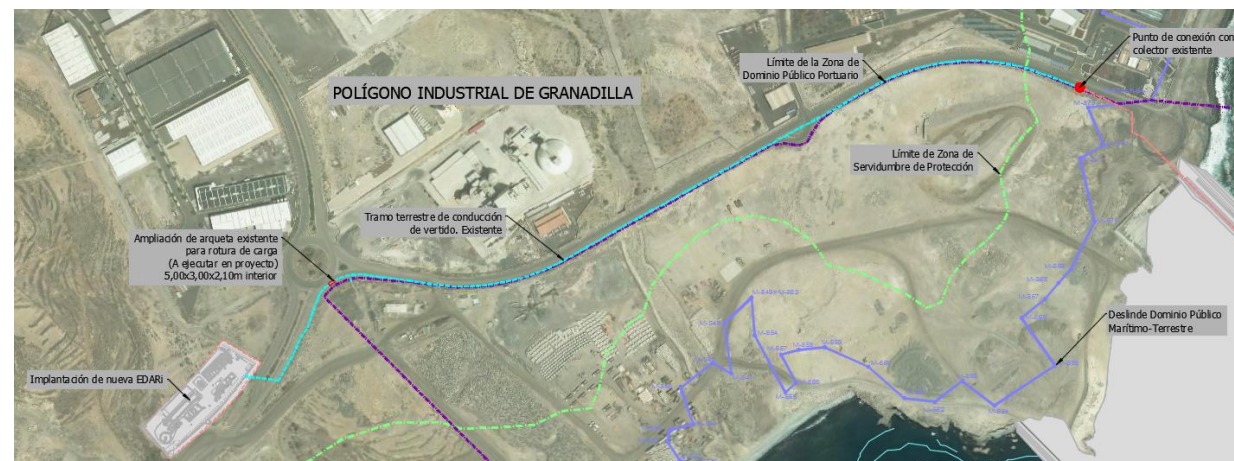 Punto de conexión con
colector existente
Límite de la Zona de
Dominio Público Portuario
POLÍGONO INDUSTRIAL DE GRANADILLA
Límite de Zona de
Servidumbre de Protección
Tramo terrestre de conducción
de vertido. Existente
Ampliación de arqueta existente
para rotura de carga
(A ejecutar en proyecto)
5,00x3,00x2,10m interior
Deslinde Dominio Público
Marítimo-Terrestre
Implantación de nueva EDARi